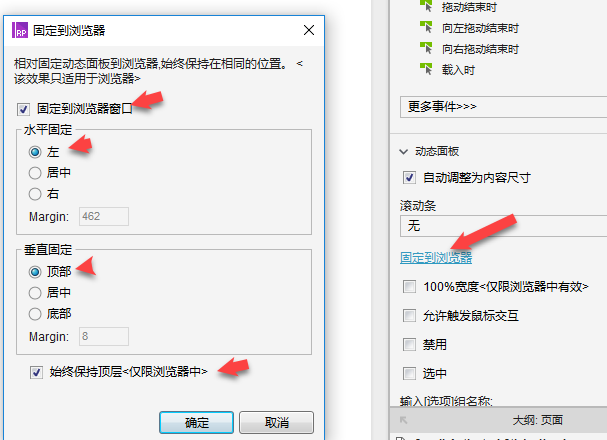 RP 固定到浏览器
相对固定动态面板到浏览器,始终保持在相同的位置。 <
该效果只适用于浏览器>
固定到浏览器窗口
水平固定
左
居中
右
Margin: 462
垂直固定
顶部
居中
底部
Margin: 8
始终保持顶层<仅限浏览器中>
确定 取消
拖动结束时
向左拖动结束时
向右拖动结束时
载入时
更多事件>>>
动态面板
自动调整为内容尺寸
滚动条
无
固定到浏览器
100%宽度<仅限浏览器中有效>
允许触发鼠标交互
禁用
选中
输入[选项]组名称:
大纲: 页面